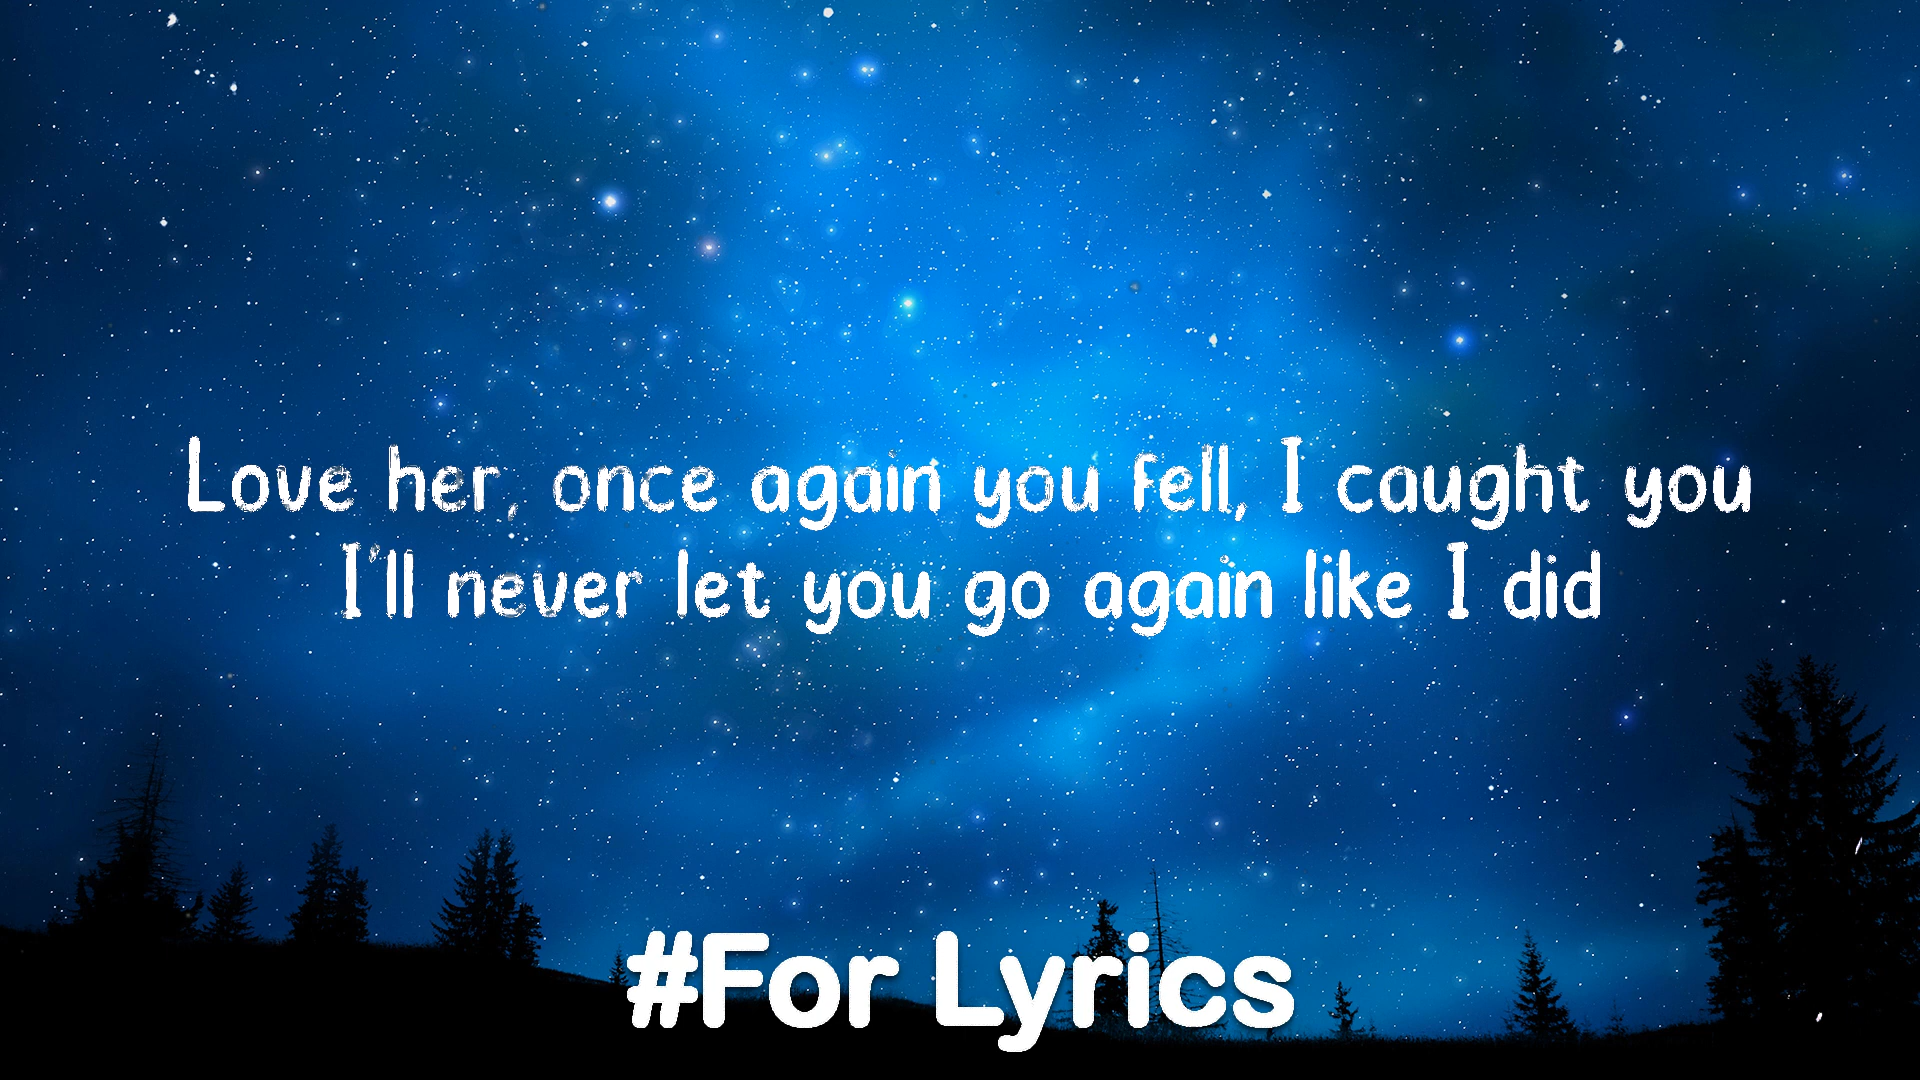 Love her, once again you fell, I caught you
I'll never let you go again like I did
#For Lyrics